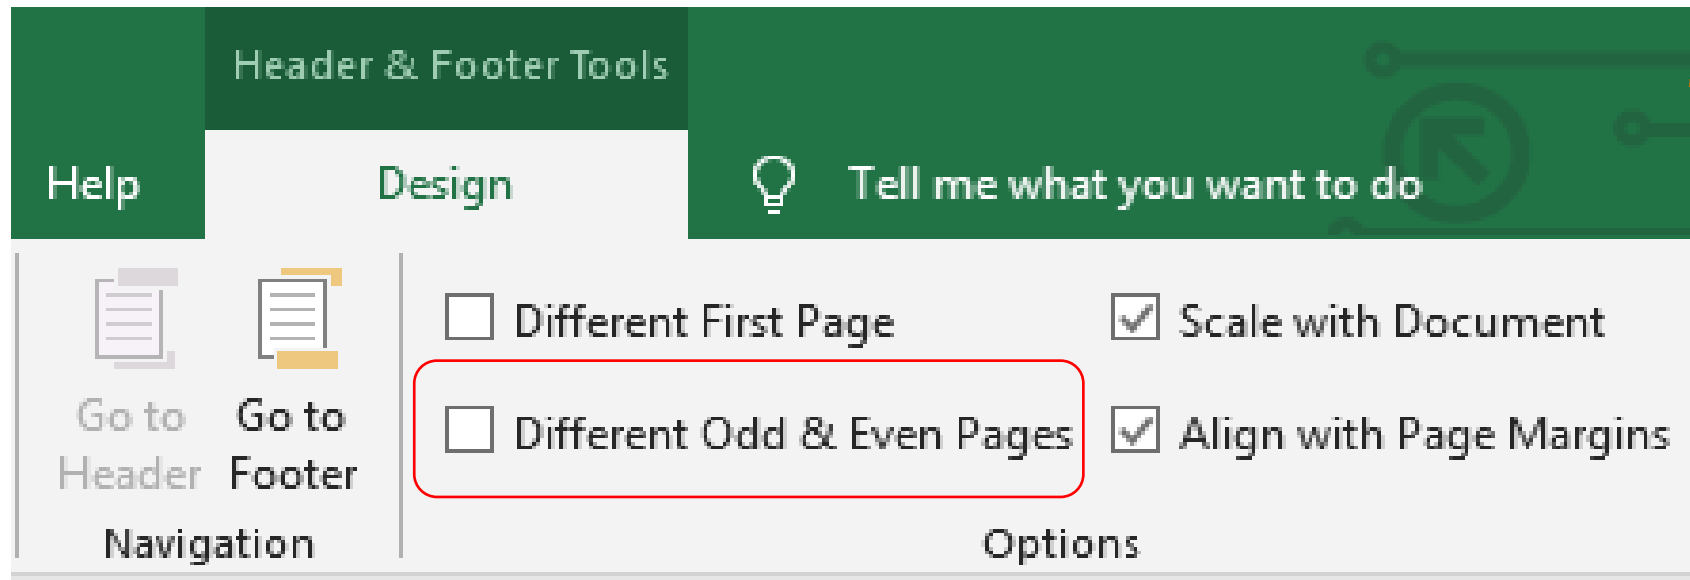 Header & Footer Tools
Help
Design
Tell me what you want to do
Go to
Header
Go to
Footer
Navigation
Different First Page
Scale with Document
Different Odd & Even Pages
Align with Page Margins
Options